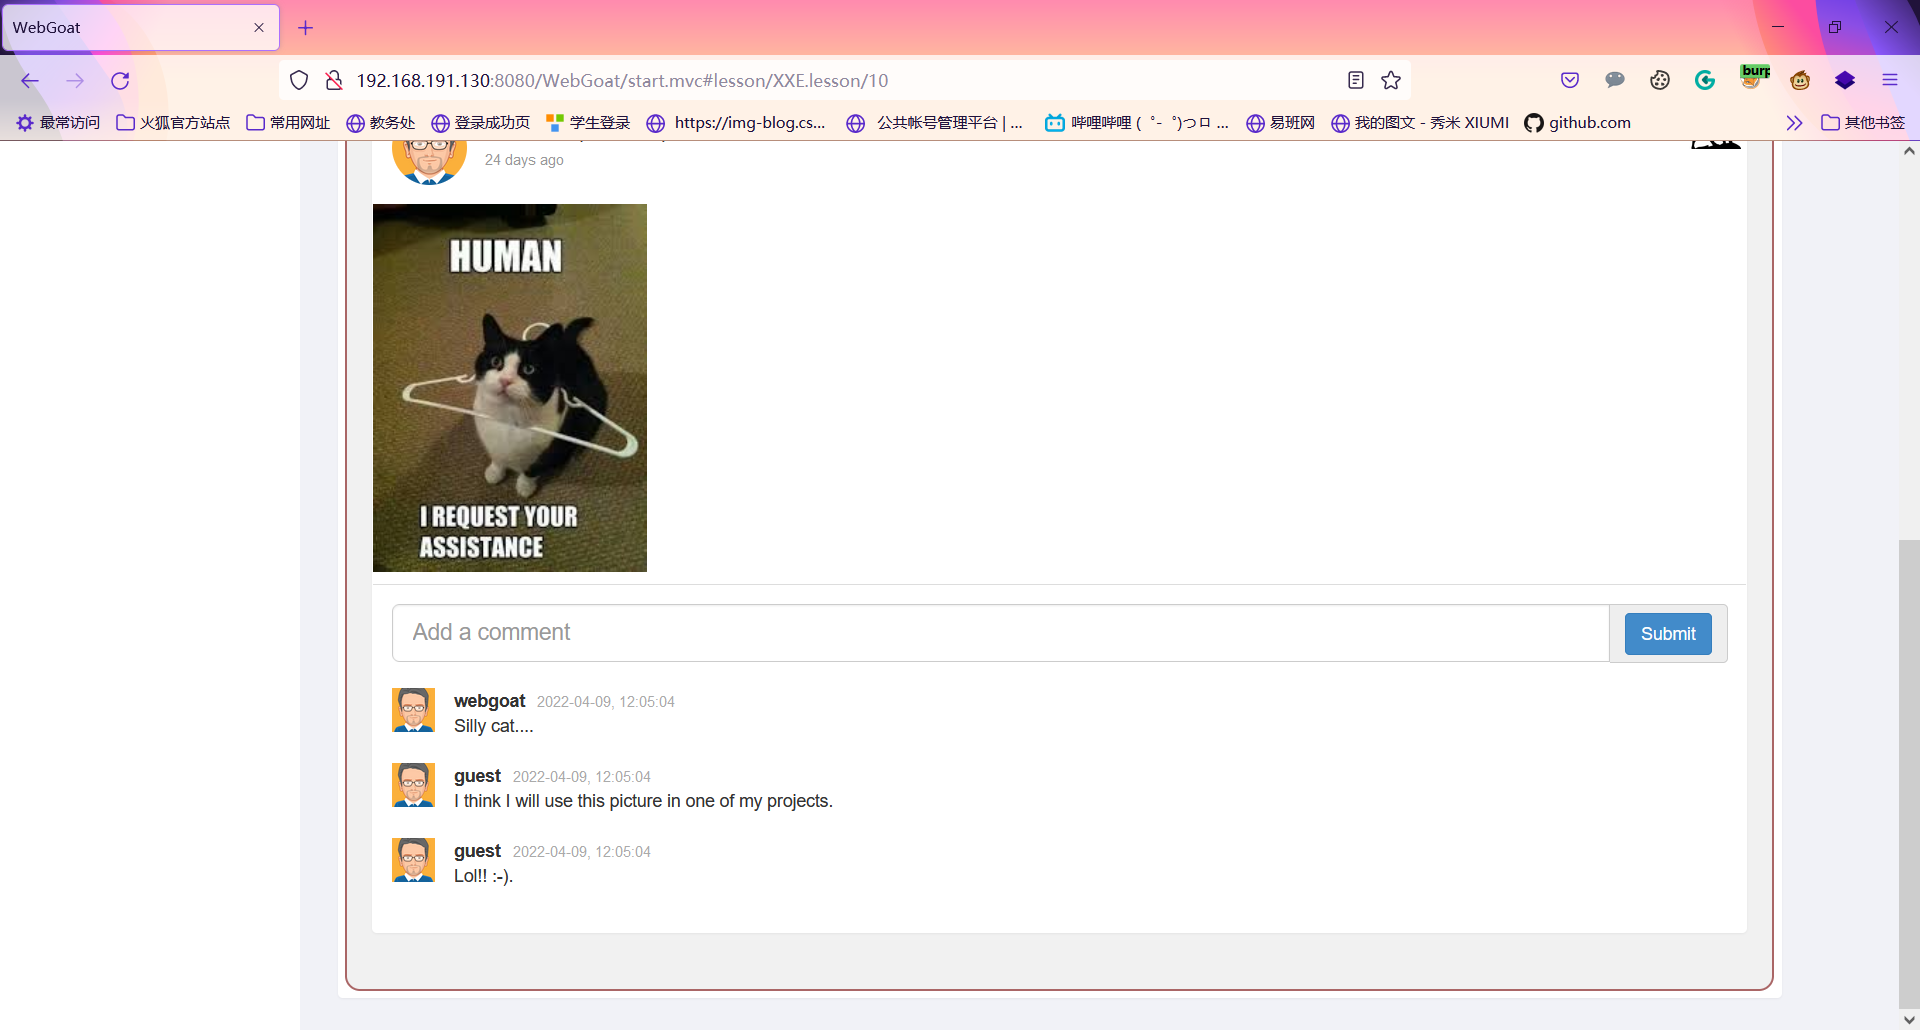 WebGoat
192.168.191.130:8080/WebGoat/start.mvc#lesson/XXE.lesson/10
burp
最常访问 火狐官方站点 常用网址 教务处 登录成功页 学生登录 https://img-blog.cs... 公共帐号管理平台 | ... 哔哩哔哩 ( ゜- ゜)つロ ... 易班网 我的图文 - 秀米 XIUMI github.com 其他书签
24 days ago
HUMAN
I REQUEST YOUR
ASSISTANCE
Add a comment
Submit
webgoat 2022-04-09, 12:05:04
Silly cat....
guest 2022-04-09, 12:05:04
I think I will use this picture in one of my projects.
guest 2022-04-09, 12:05:04
Lol!! :-).